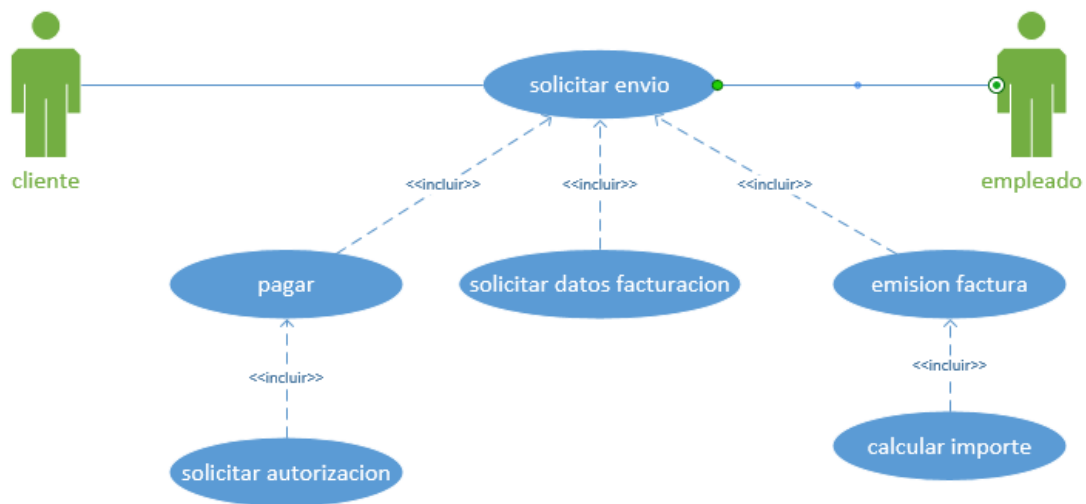 solicitar envio
cliente
empleado
<<incluir>>
<<incluir>>
<<incluir>>
pagar
solicitar datos facturacion
emision factura
<<incluir>>
<<incluir>>
solicitar autorizacion
calcular importe